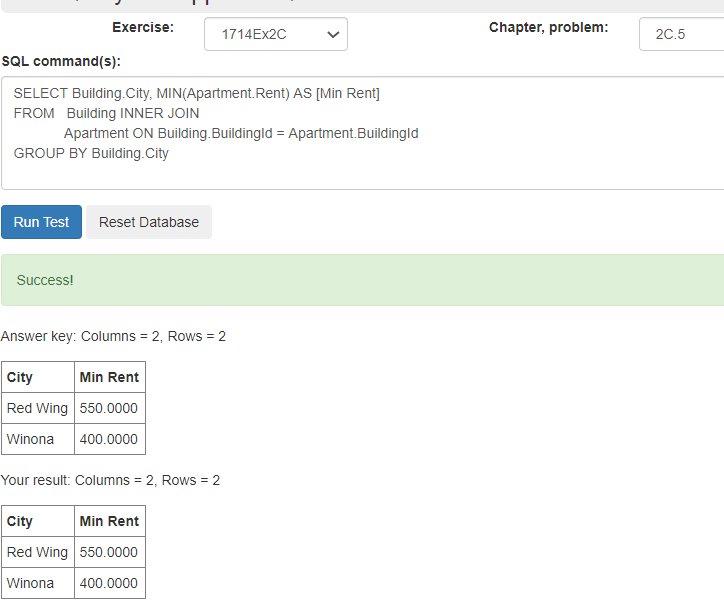 Exercise: 1714Ex2C Chapter, problem: 2C.5
SQL command(s):
SELECT Building.City, MIN(Apartment.Rent) AS [Min Rent]
FROM Building INNER JOIN
Apartment ON Building.BuildingId = Apartment.BuildingId
GROUP BY Building.City
Run Test Reset Database
Success!
Answer key: Columns = 2, Rows = 2
City Min Rent
Red Wing 550.0000
Winona 400.0000
Your result: Columns = 2, Rows = 2
City Min Rent
Red Wing 550.0000
Winona 400.0000